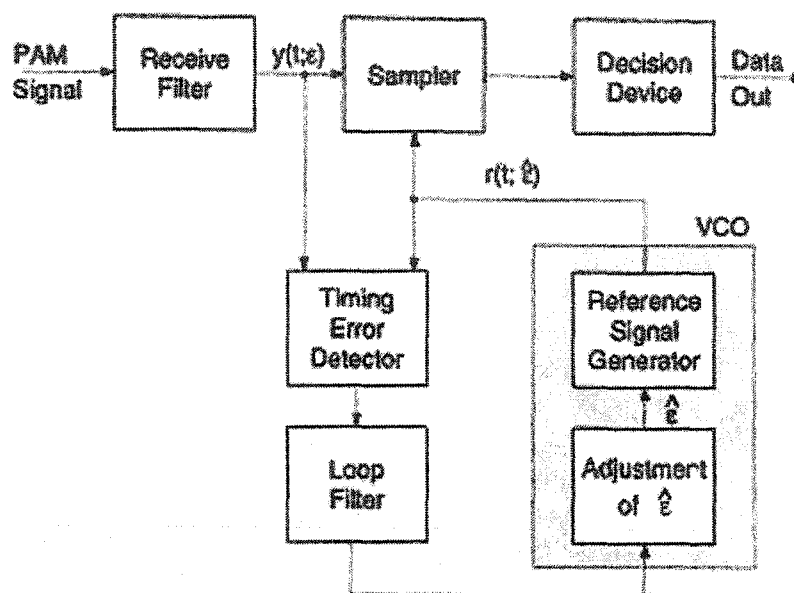 PAM
Signal
Receive
Filter
y(t;ε)
Sampler
Decision
Device
Data
Out
r(t; ε̂)
VCO
Timing
Error
Detector
Reference
Signal
Generator
ε̂
Loop
Filter
Adjustment
of ε̂